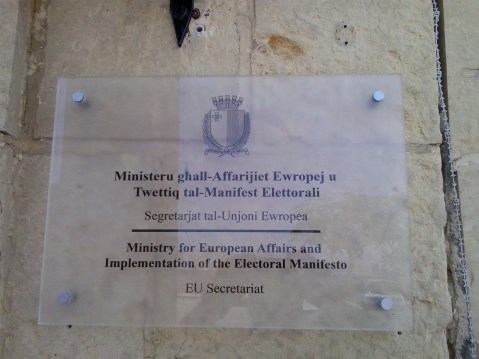 Ministeru għall-Affarijiet Ewropej u
Twettiq tal-Manifest Elettorali
Segretarjat tal-Unjoni Ewropea
Ministry for European Affairs and
Implementation of the Electoral Manifesto
EU Secretariat